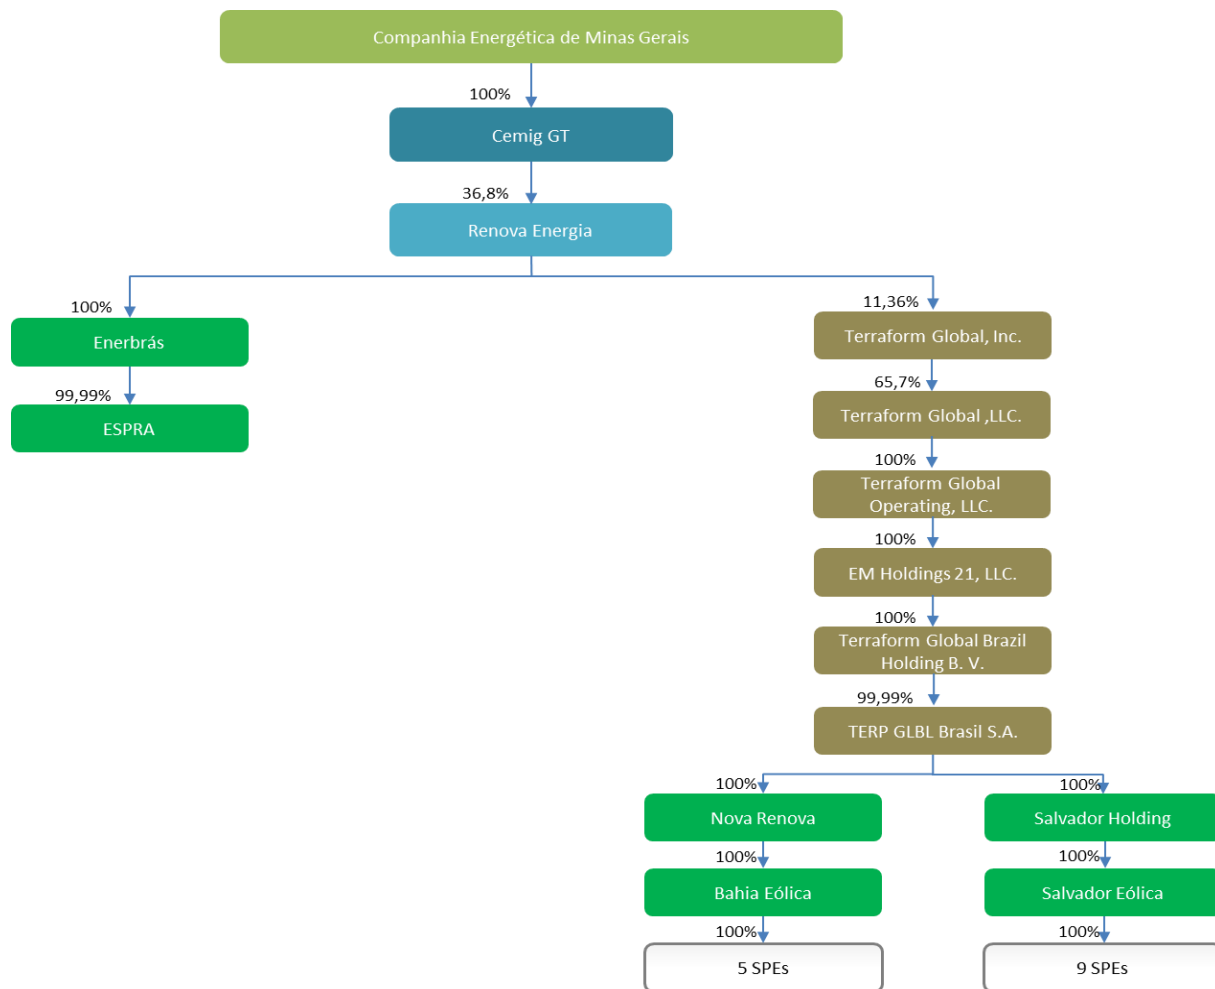 Companhia Energética de Minas Gerais
100%
Cemig GT
36,8%
Renova Energia
100%
11,36%
Enerbrás
Terraform Global, Inc.
99,99%
65,7%
ESPRA
Terraform Global ,LLC.
100%
Terraform Global
Operating, LLC.
100%
EM Holdings 21, LLC.
100%
Terraform Global Brazil
Holding B. V.
99,99%
TERP GLBL Brasil S.A.
100%
100%
Nova Renova
Salvador Holding
100%
100%
Bahia Eólica
Salvador Eólica
100%
100%
5 SPEs
9 SPEs